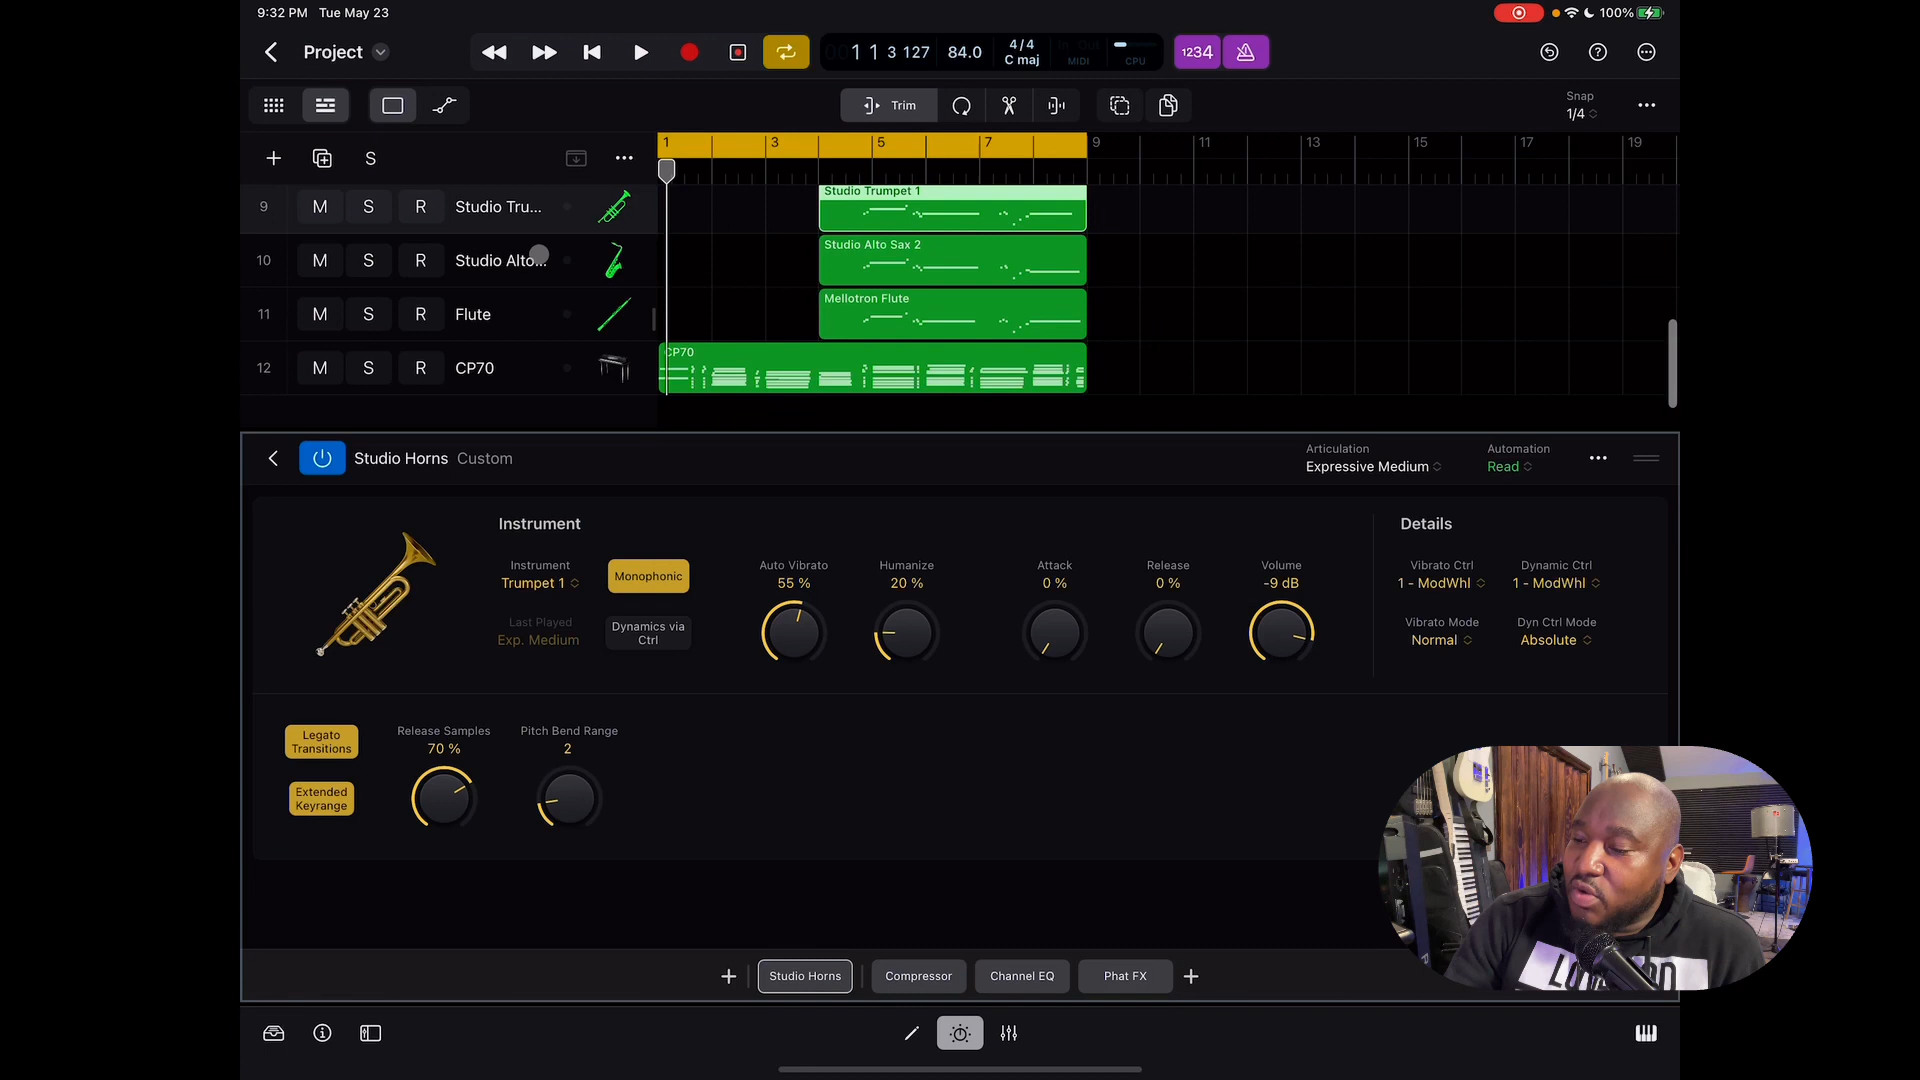 9:32 PM Tue May 23
100%
Project
1 1 3 127
84.0
4/4
C maj
In Out
MIDI
CPU
1234
Trim
Snap
1/4
S
1 3 5 7 9 11 13 15 17 19
9 M S R Studio Tru...
Studio Trumpet 1
10 M S R Studio Alto...
Studio Alto Sax 2
11 M S R Flute
Mellotron Flute
12 M S R CP70
CP70
Studio Horns Custom
Articulation
Expressive Medium
Automation
Read
Instrument
Details
Instrument
Trumpet 1
Monophonic
Last Played
Exp. Medium
Dynamics via
Ctrl
Auto Vibrato
55 %
Humanize
20 %
Attack
0 %
Release
0 %
Volume
-9 dB
Vibrato Ctrl
1 - ModWhl
Dynamic Ctrl
1 - ModWhl
Vibrato Mode
Normal
Dyn Ctrl Mode
Absolute
Legato
Transitions
Extended
Keyrange
Release Samples
70 %
Pitch Bend Range
2
Studio Horns
Compressor
Channel EQ
Phat FX